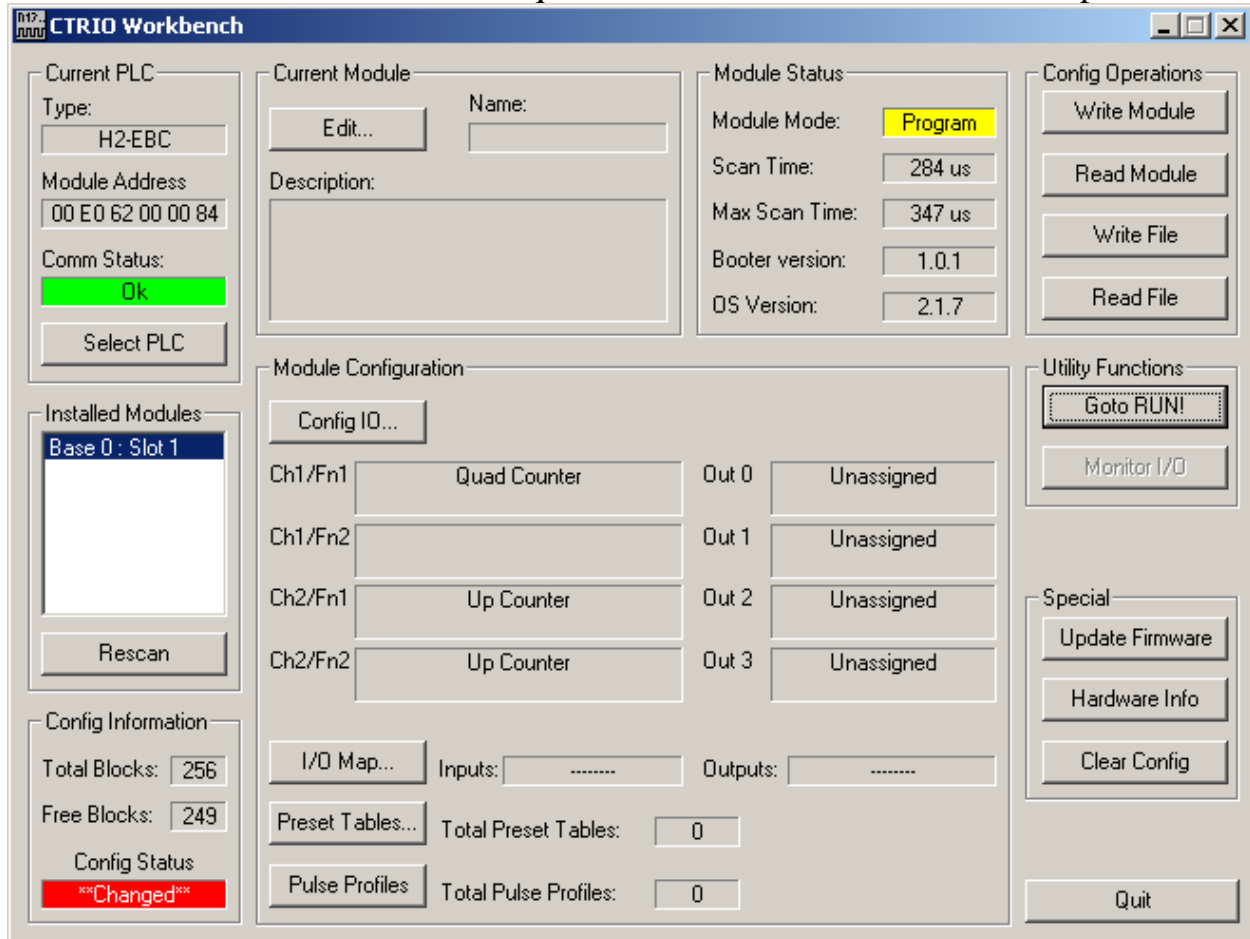 CTRIO Workbench
Current PLC
Type:
H2-EBC
Module Address
00 E0 62 00 00 84
Comm Status:
Ok
Select PLC
Current Module
Edit...
Name:
Description:
Module Status
Module Mode: Program
Scan Time: 284 us
Max Scan Time: 347 us
Booter version: 1.0.1
OS Version: 2.1.7
Config Operations
Write Module
Read Module
Write File
Read File
Installed Modules
Base 0 : Slot 1
Rescan
Module Configuration
Config IO...
Ch1/Fn1 Quad Counter Out 0 Unassigned
Ch1/Fn2 Out 1 Unassigned
Ch2/Fn1 Up Counter Out 2 Unassigned
Ch2/Fn2 Up Counter Out 3 Unassigned
I/O Map... Inputs: -------- Outputs: --------
Preset Tables... Total Preset Tables: 0
Pulse Profiles Total Pulse Profiles: 0
Utility Functions
Goto RUN!
Monitor I/O
Special
Update Firmware
Hardware Info
Clear Config
Config Information
Total Blocks: 256
Free Blocks: 249
Config Status
**Changed**
Quit